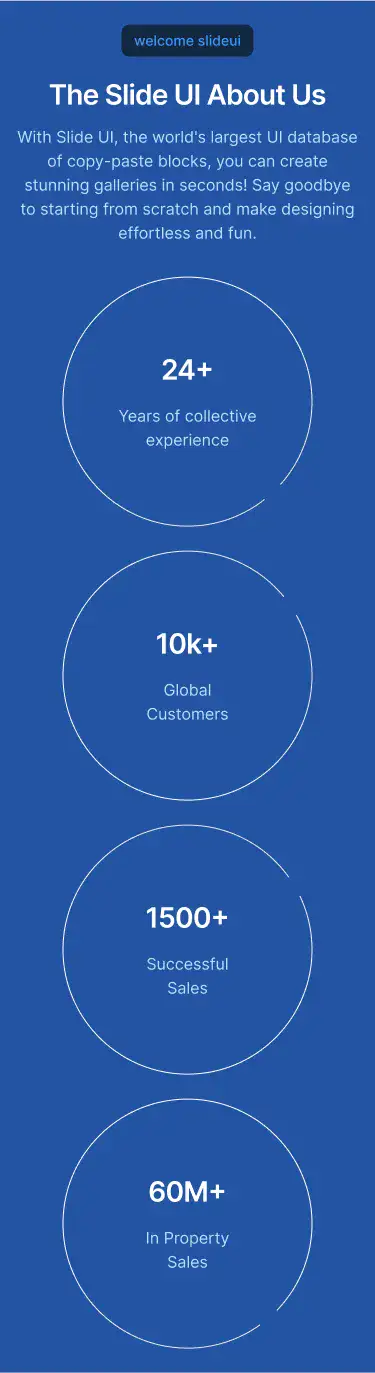 welcome slideui
The Slide UI About Us
With Slide UI, the world's largest UI database
of copy-paste blocks, you can create
stunning galleries in seconds! Say goodbye
to starting from scratch and make designing
effortless and fun.
24+
Years of collective
experience
10k+
Global
Customers
1500+
Successful
Sales
60M+
In Property
Sales